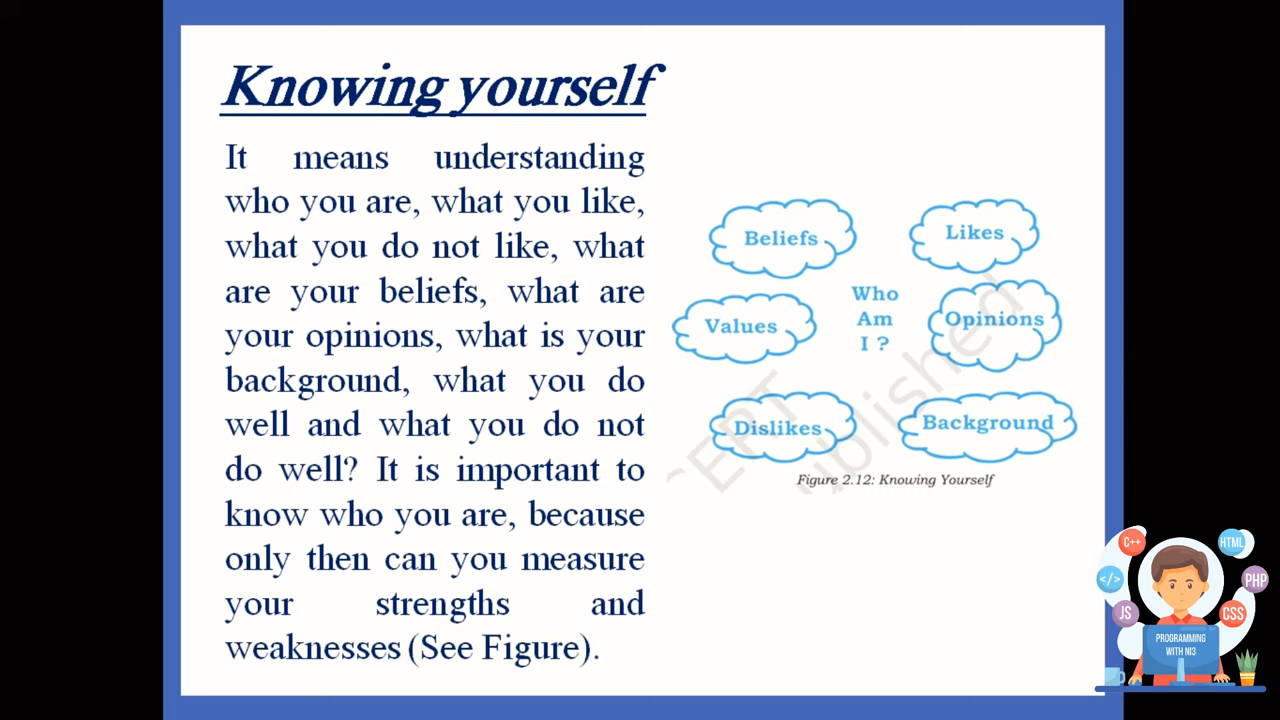 Knowing yourself
It means understanding
who you are, what you like,
what you do not like, what
are your beliefs, what are
your opinions, what is your
background, what you do
well and what you do not
do well? It is important to
know who you are, because
only then can you measure
your strengths and
weaknesses (See Figure).
Beliefs
Likes
Values
Who
Am
I ?
Opinions
Dislikes
Background
Figure 2.12: Knowing Yourself
C++
HTML
</>
PHP
JS
CSS
PROGRAMMING
WITH NI3